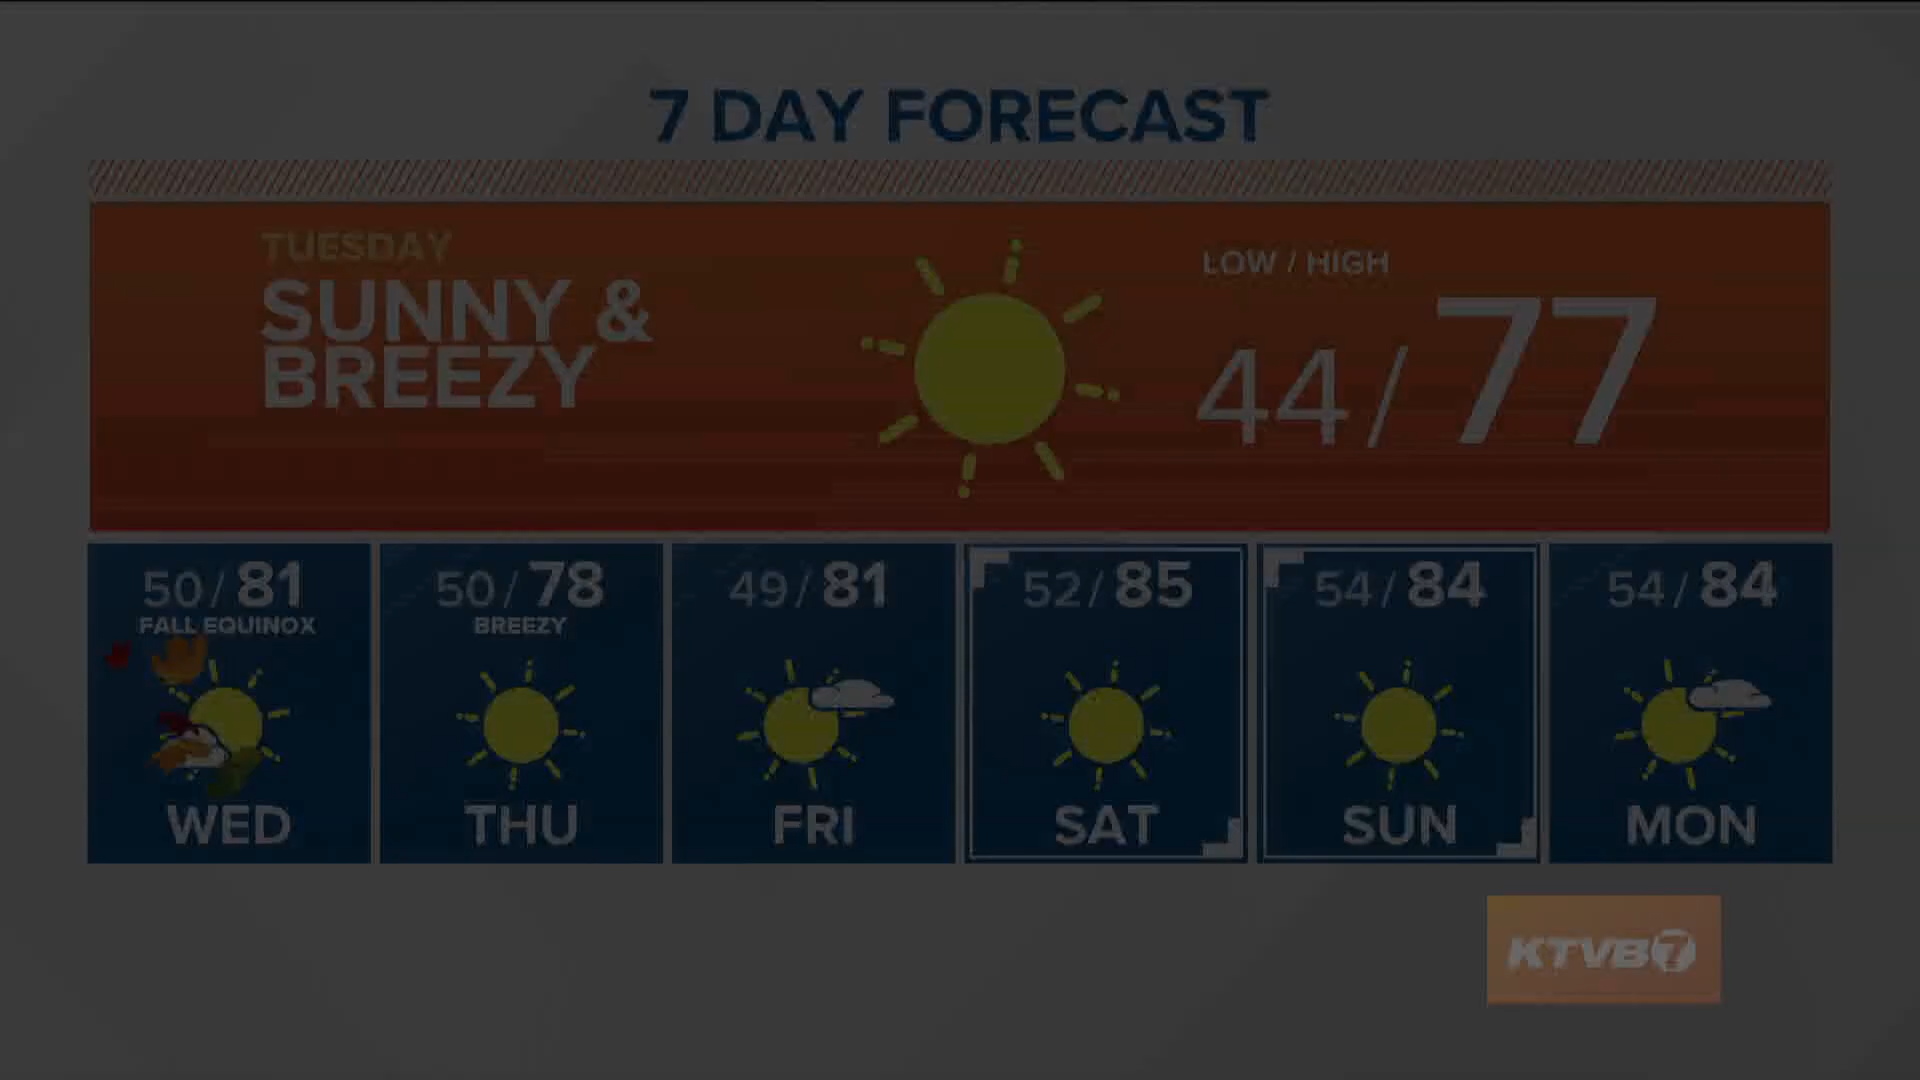 7 DAY FORECAST
TUESDAY
SUNNY &
BREEZY
LOW / HIGH
44/77
50/81
FALL EQUINOX
WED
50/78
BREEZY
THU
49/81
FRI
52/85
SAT
54/84
SUN
54/84
MON
KTVB7